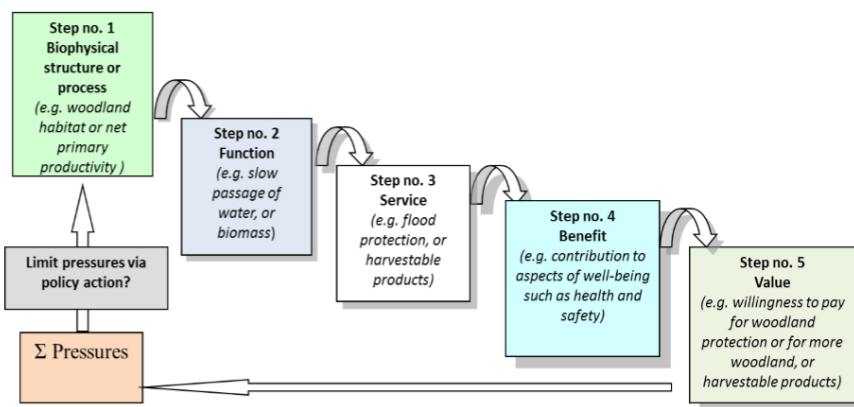 Step no. 1
Biophysical
structure or
process
(e.g. woodland
habitat or net
primary
productivity )
Step no. 2
Function
(e.g. slow
passage of
water, or
biomass)
Step no. 3
Service
(e.g. flood
protection, or
harvestable
products)
Step no. 4
Benefit
(e.g. contribution to
aspects of well-being
such as health and
safety)
Step no. 5
Value
(e.g. willingness to pay
for woodland
protection or for more
woodland, or
harvestable products)
Limit pressures via
policy action?
Σ Pressures